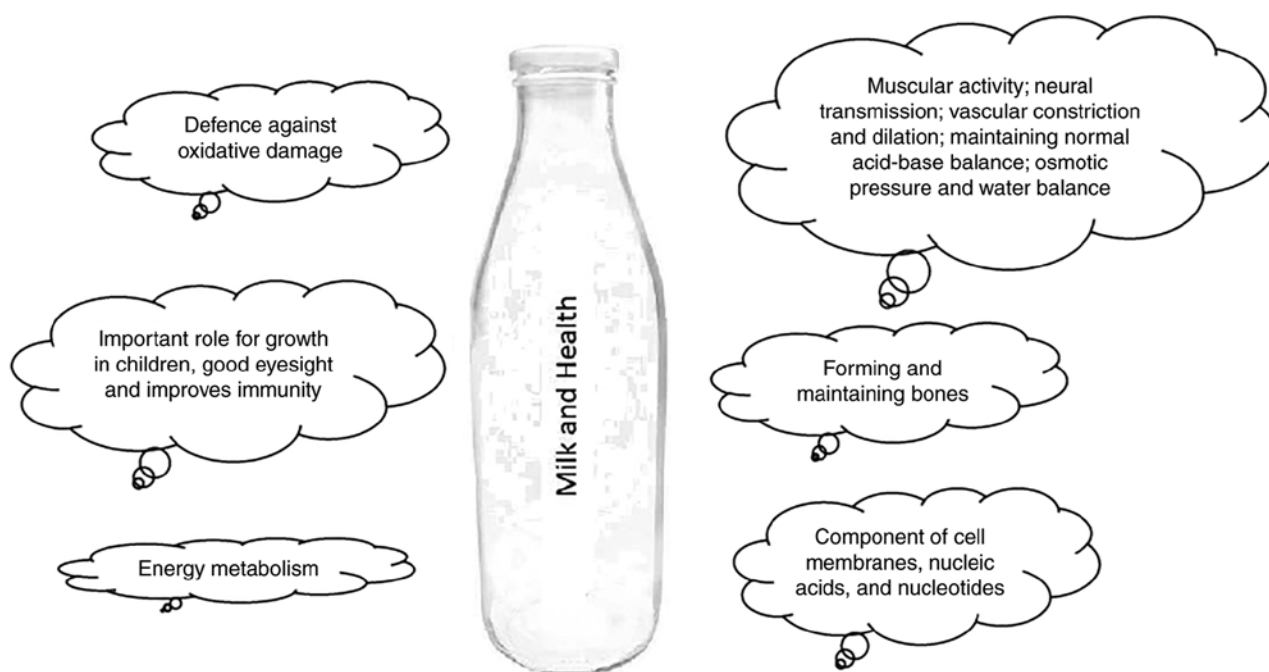 Defence against
oxidative damage
Important role for growth
in children, good eyesight
and improves immunity
Energy metabolism
Milk and Health
Muscular activity; neural
transmission; vascular constriction
and dilation; maintaining normal
acid-base balance; osmotic
pressure and water balance
Forming and
maintaining bones
Component of cell
membranes, nucleic
acids, and nucleotides